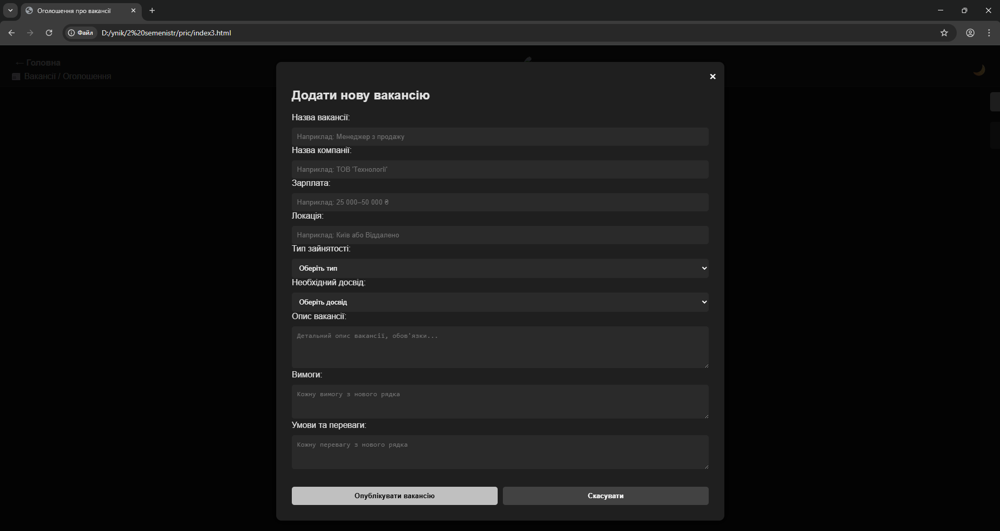 Оголошення про вакансії
Файл
D:/ynik/2%20semenistr/pric/index3.html
← Головна
Вакансії / Оголошення
Додати нову вакансію
Назва вакансії:
Наприклад: Менеджер з продажу
Назва компанії:
Наприклад: ТОВ 'Технології'
Зарплата:
Наприклад: 25 000–50 000 ₴
Локація:
Наприклад: Київ або Віддалено
Тип зайнятості:
Оберіть тип
Необхідний досвід:
Оберіть досвід
Опис вакансії:
Детальний опис вакансії, обов'язки...
Вимоги:
Кожну вимогу з нового рядка
Умови та переваги:
Кожну перевагу з нового рядка
Опублікувати вакансію
Скасувати